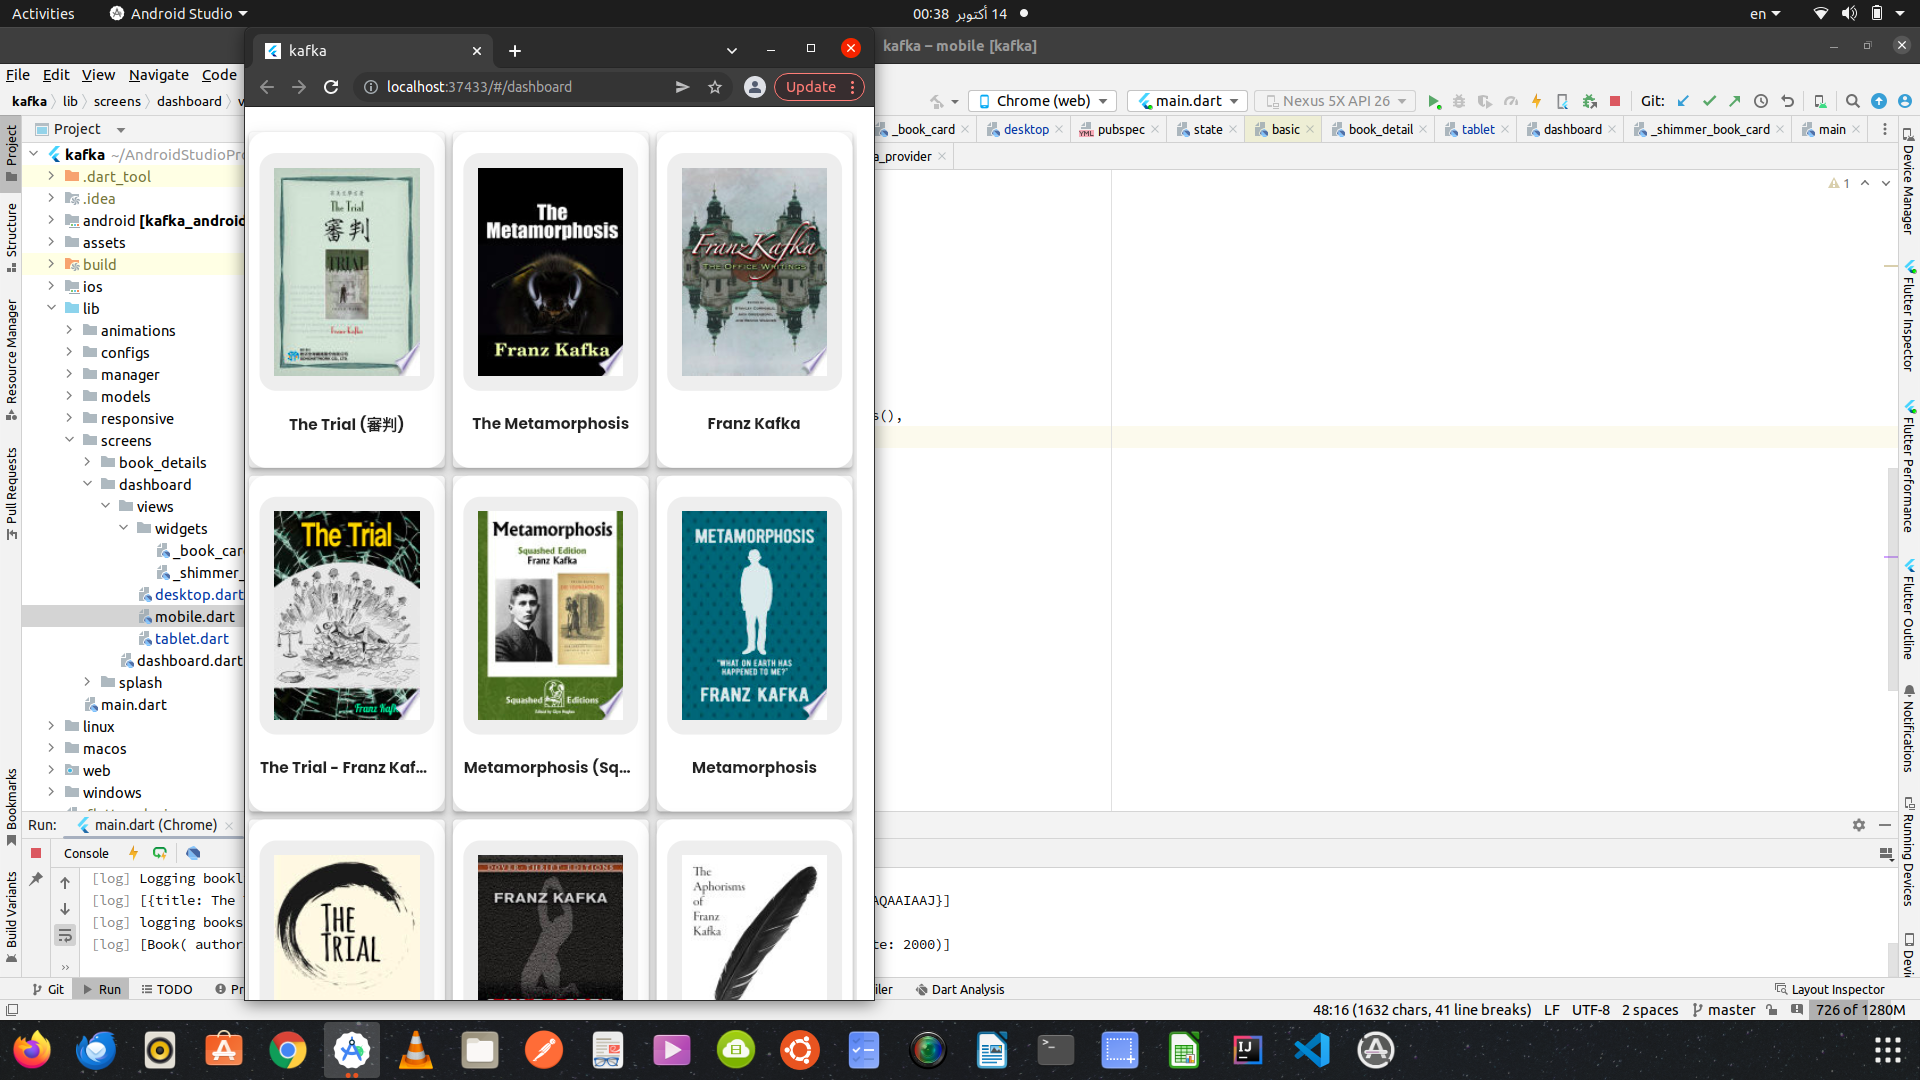 Activities
Android Studio
00:38 14 أكتوبر
en
kafka
kafka – mobile [kafka]
File Edit View Navigate Code
localhost:37433/#/dashboard
Update
kafka lib screens dashboard
Chrome (web)
main.dart
Nexus 5X API 26
Git:
Project
_book_card desktop pubspec state basic book_detail tablet dashboard _shimmer_book_card main
a_provider
1
kafka ~/AndroidStudioPro
.dart_tool
.idea
android [kafka_android
assets
build
ios
lib
animations
configs
manager
models
responsive
screens
book_details
dashboard
views
widgets
_book_car
_shimmer_
desktop.dart
mobile.dart
tablet.dart
dashboard.dart
splash
main.dart
linux
macos
web
windows
Project
Structure
Resource Manager
Pull Requests
Bookmarks
Build Variants
Device Manager
Flutter Inspector
Flutter Performance
Flutter Outline
Notifications
Running Devices
Devi
The Trial
審判
TRIAL
Franz Kafka
The Trial (審判)
The
Metamorphosis
Franz Kafka
The Metamorphosis
Franz Kafka
THE OFFICE WRITINGS
Franz Kafka
s(),
The Trial
Franz Kafk
The Trial - Franz Kaf...
Metamorphosis
Squashed Edition
Franz Kafka
Squashed Editions
Metamorphosis (Sq...
METAMORPHOSIS
"WHAT ON EARTH HAS
HAPPENED TO ME?"
FRANZ KAFKA
Metamorphosis
THE
TRIAL
DOVER · THRIFT · EDITIONS
FRANZ KAFKA
The
Aphorisms
of
Franz
Kafka
Run: main.dart (Chrome)
Console
[log] Logging bookl
[log] [{title: The
AQAAIAAJ}]
[log] logging books
[log] [Book( author
te: 2000)]
Git Run TODO Pr
iler
Dart Analysis
Layout Inspector
48:16 (1632 chars, 41 line breaks) LF UTF-8 2 spaces master 726 of 1280M